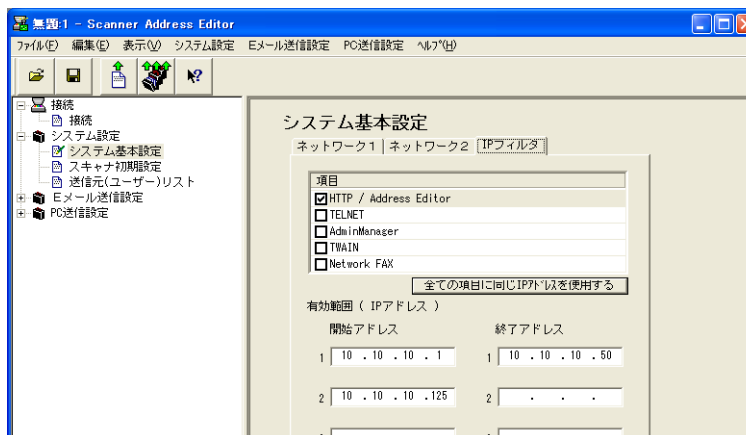 無題:1 - Scanner Address Editor
ファイル(F) 編集(E) 表示(V) システム設定 Eメール送信設定 PC送信設定 ヘルプ(H)
接続
接続
システム設定
システム基本設定
スキャナ初期設定
送信元(ユーザー)リスト
Eメール送信設定
PC送信設定
システム基本設定
ネットワーク1 ネットワーク2 IPフィルタ
項目
HTTP / Address Editor
TELNET
AdminManager
TWAIN
Network FAX
全ての項目に同じIPアドレスを使用する
有効範囲 ( IPアドレス )
開始アドレス 終了アドレス
1 10 . 10 . 10 . 1 1 10 . 10 . 10 . 50
2 10 . 10 . 10 .125 2 . . .